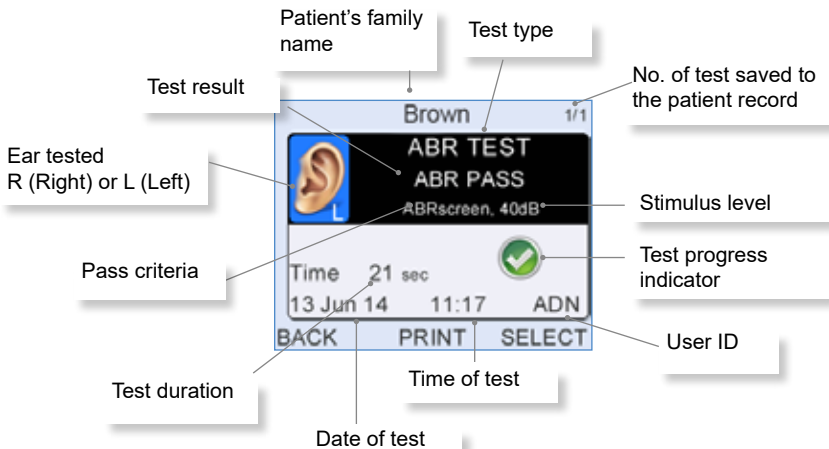 Patient's family
name
Test type
No. of test saved to
the patient record
Test result
Brown
1/1
ABR TEST
Ear tested
R (Right) or L (Left)
ABR PASS
L
ABRscreen, 40dB
Stimulus level
Pass criteria
Test progress
indicator
Time 21 sec
13 Jun 14 11:17 ADN
BACK PRINT SELECT
User ID
Test duration
Time of test
Date of test